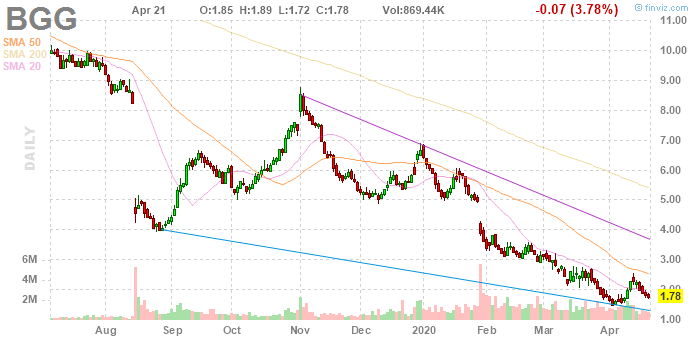 BGG
Apr 21 O:1.85 H:1.89 L:1.72 C:1.78 Vol:869.44K -0.07 (3.78%)
© finviz.com
SMA 50
SMA 200
SMA 20
DAILY
11.00
10.00
9.00
8.00
7.00
6.00
5.00
4.00
3.00
2.00
1.78
1.00
6M
4M
2M
Aug Sep Oct Nov Dec 2020 Feb Mar Apr